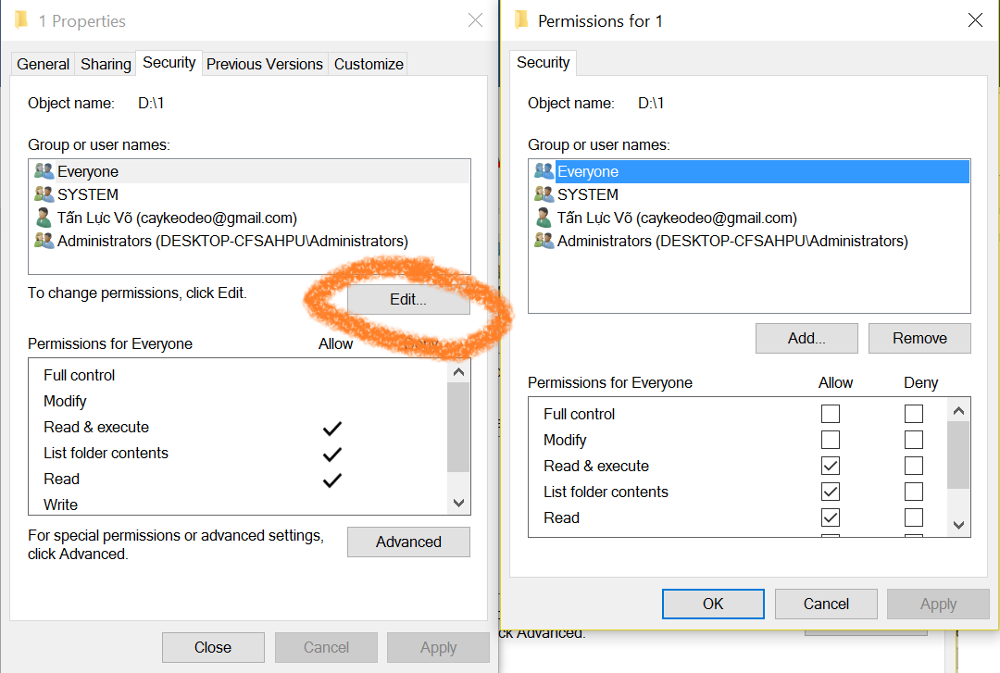 1 Properties
General Sharing Security Previous Versions Customize
Object name: D:\1
Group or user names:
Everyone
SYSTEM
Tấn Lực Võ (caykeodeo@gmail.com)
Administrators (DESKTOP-CFSAHPU\Administrators)
To change permissions, click Edit.
Edit...
Permissions for Everyone Allow Deny
Full control
Modify
Read & execute
List folder contents
Read
Write
For special permissions or advanced settings,
click Advanced.
Advanced
Close Cancel Apply
Permissions for 1
Security
Object name: D:\1
Group or user names:
Everyone
SYSTEM
Tấn Lực Võ (caykeodeo@gmail.com)
Administrators (DESKTOP-CFSAHPU\Administrators)
Add... Remove
Permissions for Everyone Allow Deny
Full control
Modify
Read & execute
List folder contents
Read
OK Cancel Apply
ck Advanced.